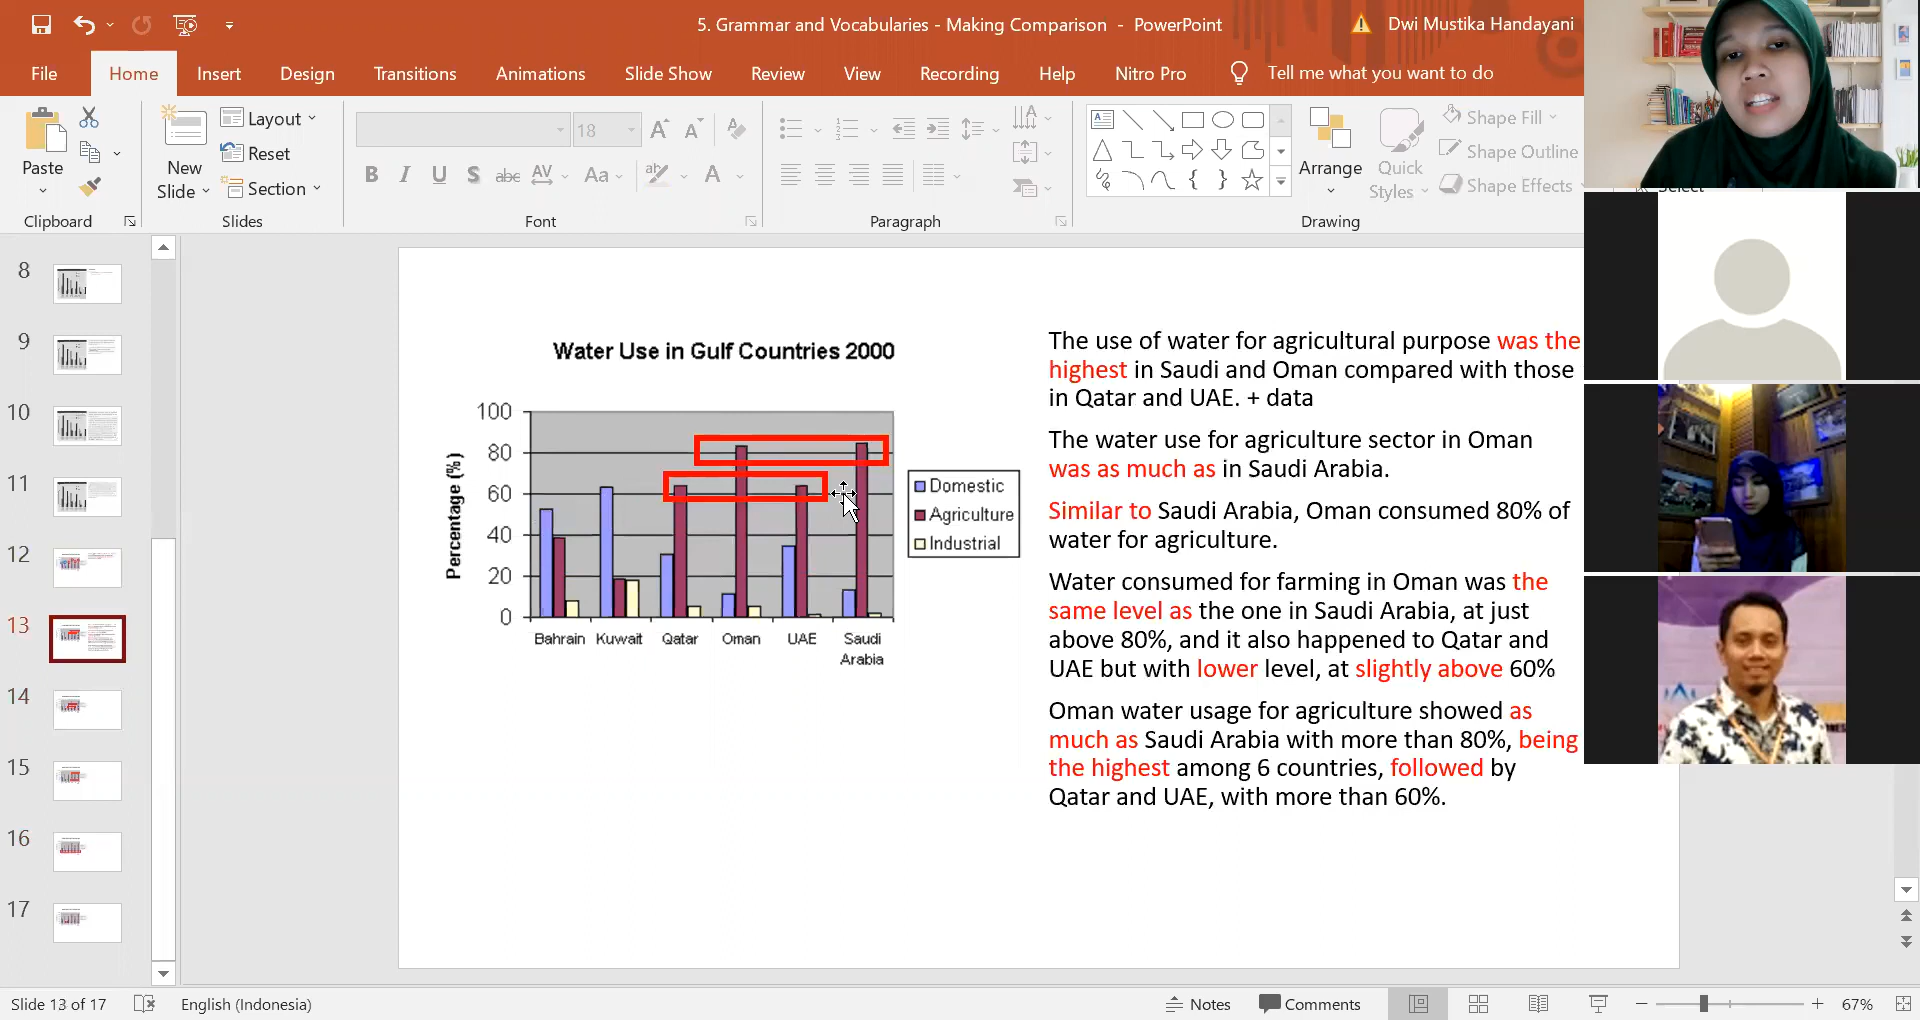 5. Grammar and Vocabularies - Making Comparison - PowerPoint
Dwi Mustika Handayani
File Home Insert Design Transitions Animations Slide Show Review View Recording Help Nitro Pro Tell me what you want to do
Paste
New Slide
Layout
Reset
Section
18
B I U S abc AV Aa A
Arrange
Quick Styles
Shape Fill
Shape Outline
Shape Effects
Select
Clipboard Slides Font Paragraph Drawing
8
9
10
11
12
13
14
15
16
17
Water Use in Gulf Countries 2000
Percentage (%)
100
80
60
40
20
0
Bahrain Kuwait Qatar Oman UAE Saudi Arabia
Domestic
Agriculture
Industrial
The use of water for agricultural purpose was the
highest in Saudi and Oman compared with those
in Qatar and UAE. + data
The water use for agriculture sector in Oman
was as much as in Saudi Arabia.
Similar to Saudi Arabia, Oman consumed 80% of
water for agriculture.
Water consumed for farming in Oman was the
same level as the one in Saudi Arabia, at just
above 80%, and it also happened to Qatar and
UAE but with lower level, at slightly above 60%
Oman water usage for agriculture showed as
much as Saudi Arabia with more than 80%, being
the highest among 6 countries, followed by
Qatar and UAE, with more than 60%.
Slide 13 of 17 English (Indonesia) Notes Comments 67%